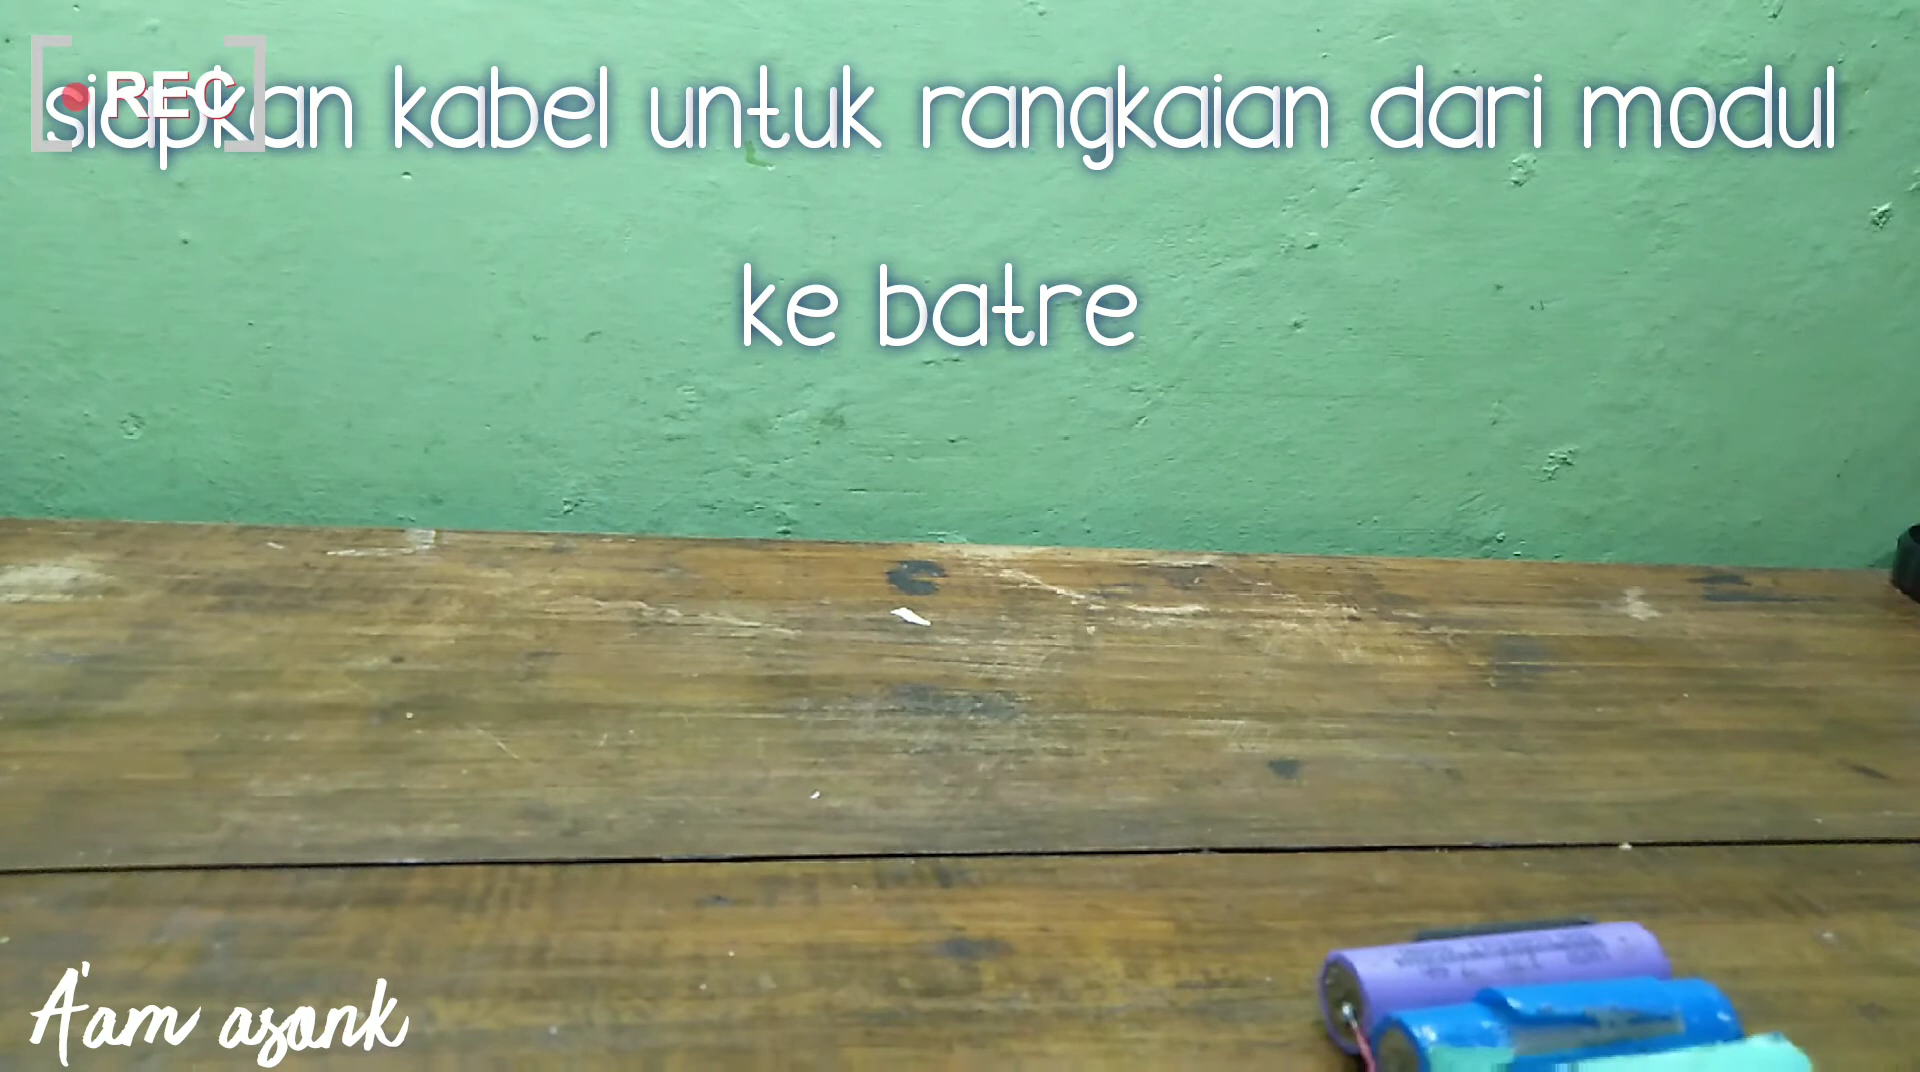 REC
siapkan kabel untuk rangkaian dari modul
ke batre
A'am asank